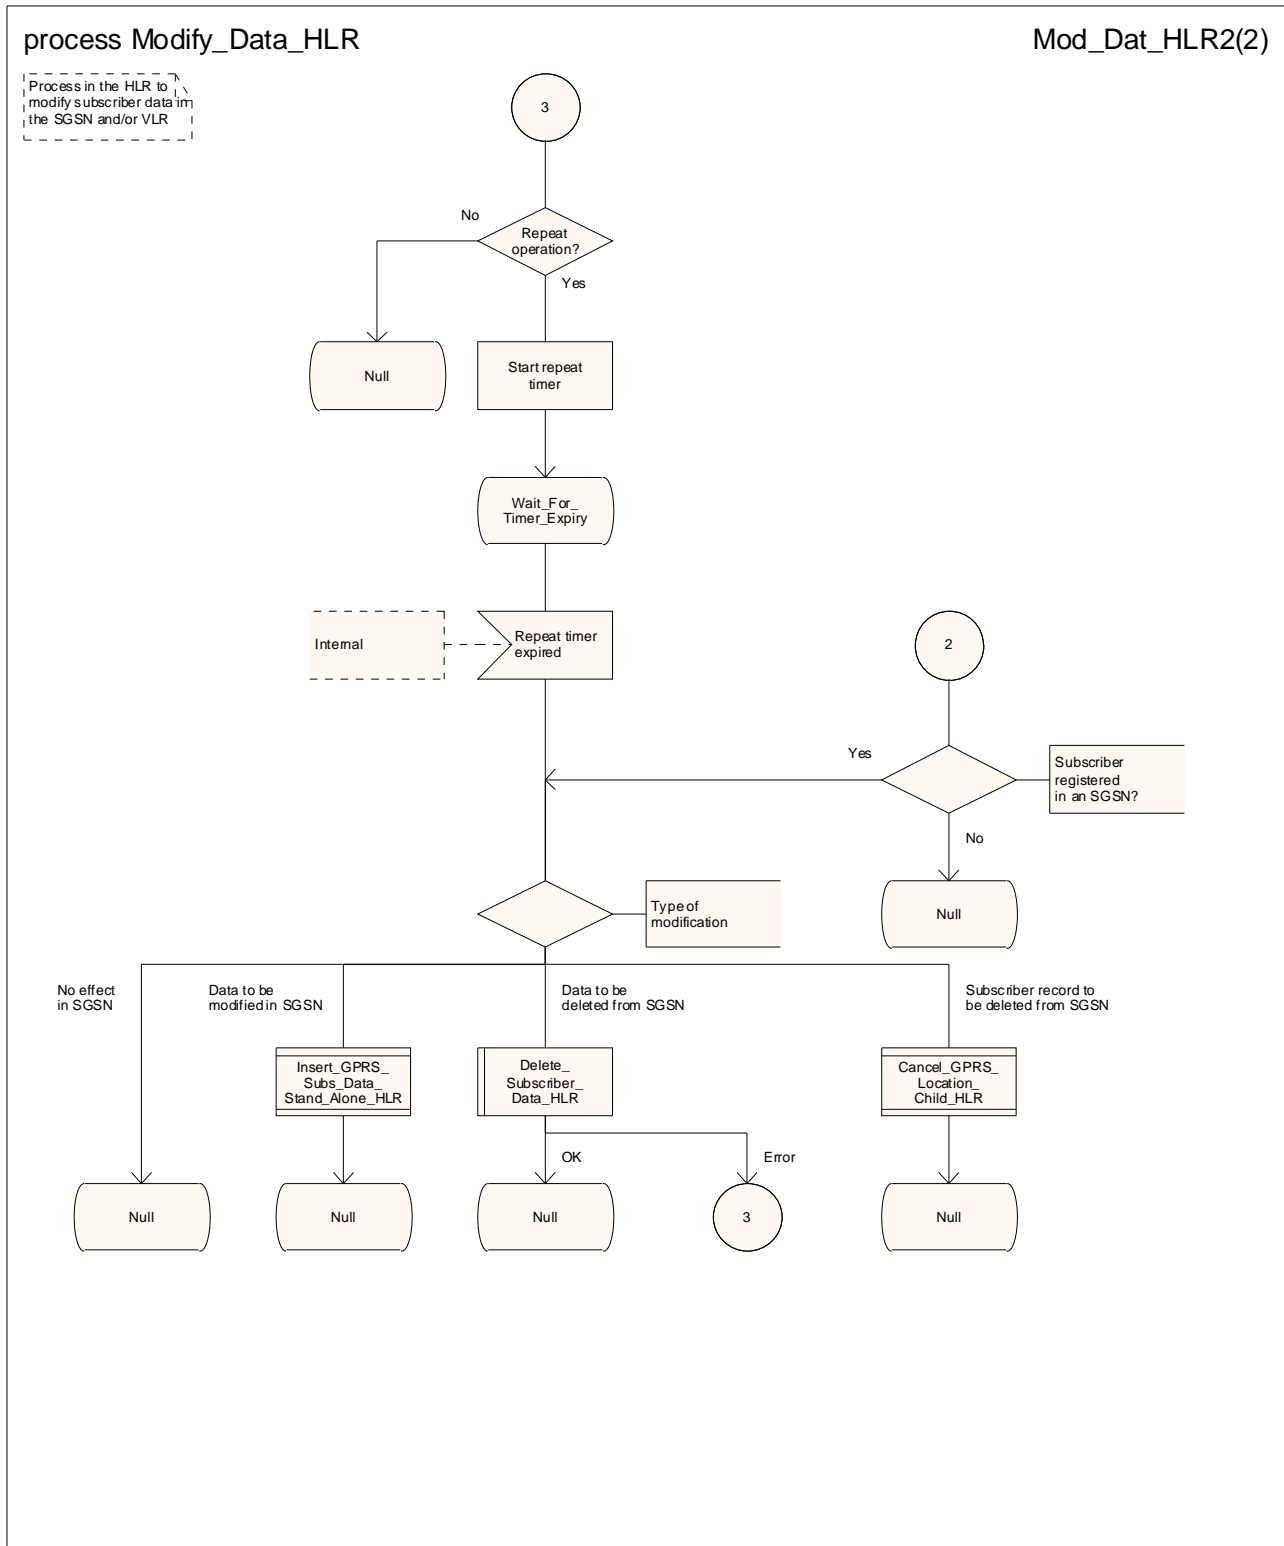 process Modify_Data_HLR
Mod_Dat_HLR2(2)
Process in the HLR to
modify subscriber data in
the SGSN and/or VLR
3
No
Repeat
operation?
Yes
Null
Start repeat
timer
Wait_For_
Timer_Expiry
Internal
Repeat timer
expired
2
Yes
Subscriber
registered
in an SGSN?
No
Type of
modification
Null
No effect
in SGSN
Data to be
modified in SGSN
Data to be
deleted from SGSN
Subscriber record to
be deleted from SGSN
Insert_GPRS_
Subs_Data_
Stand_Alone_HLR
Delete_
Subscriber_
Data_HLR
Cancel_GPRS_
Location_
Child_HLR
OK
Error
Null
Null
Null
3
Null